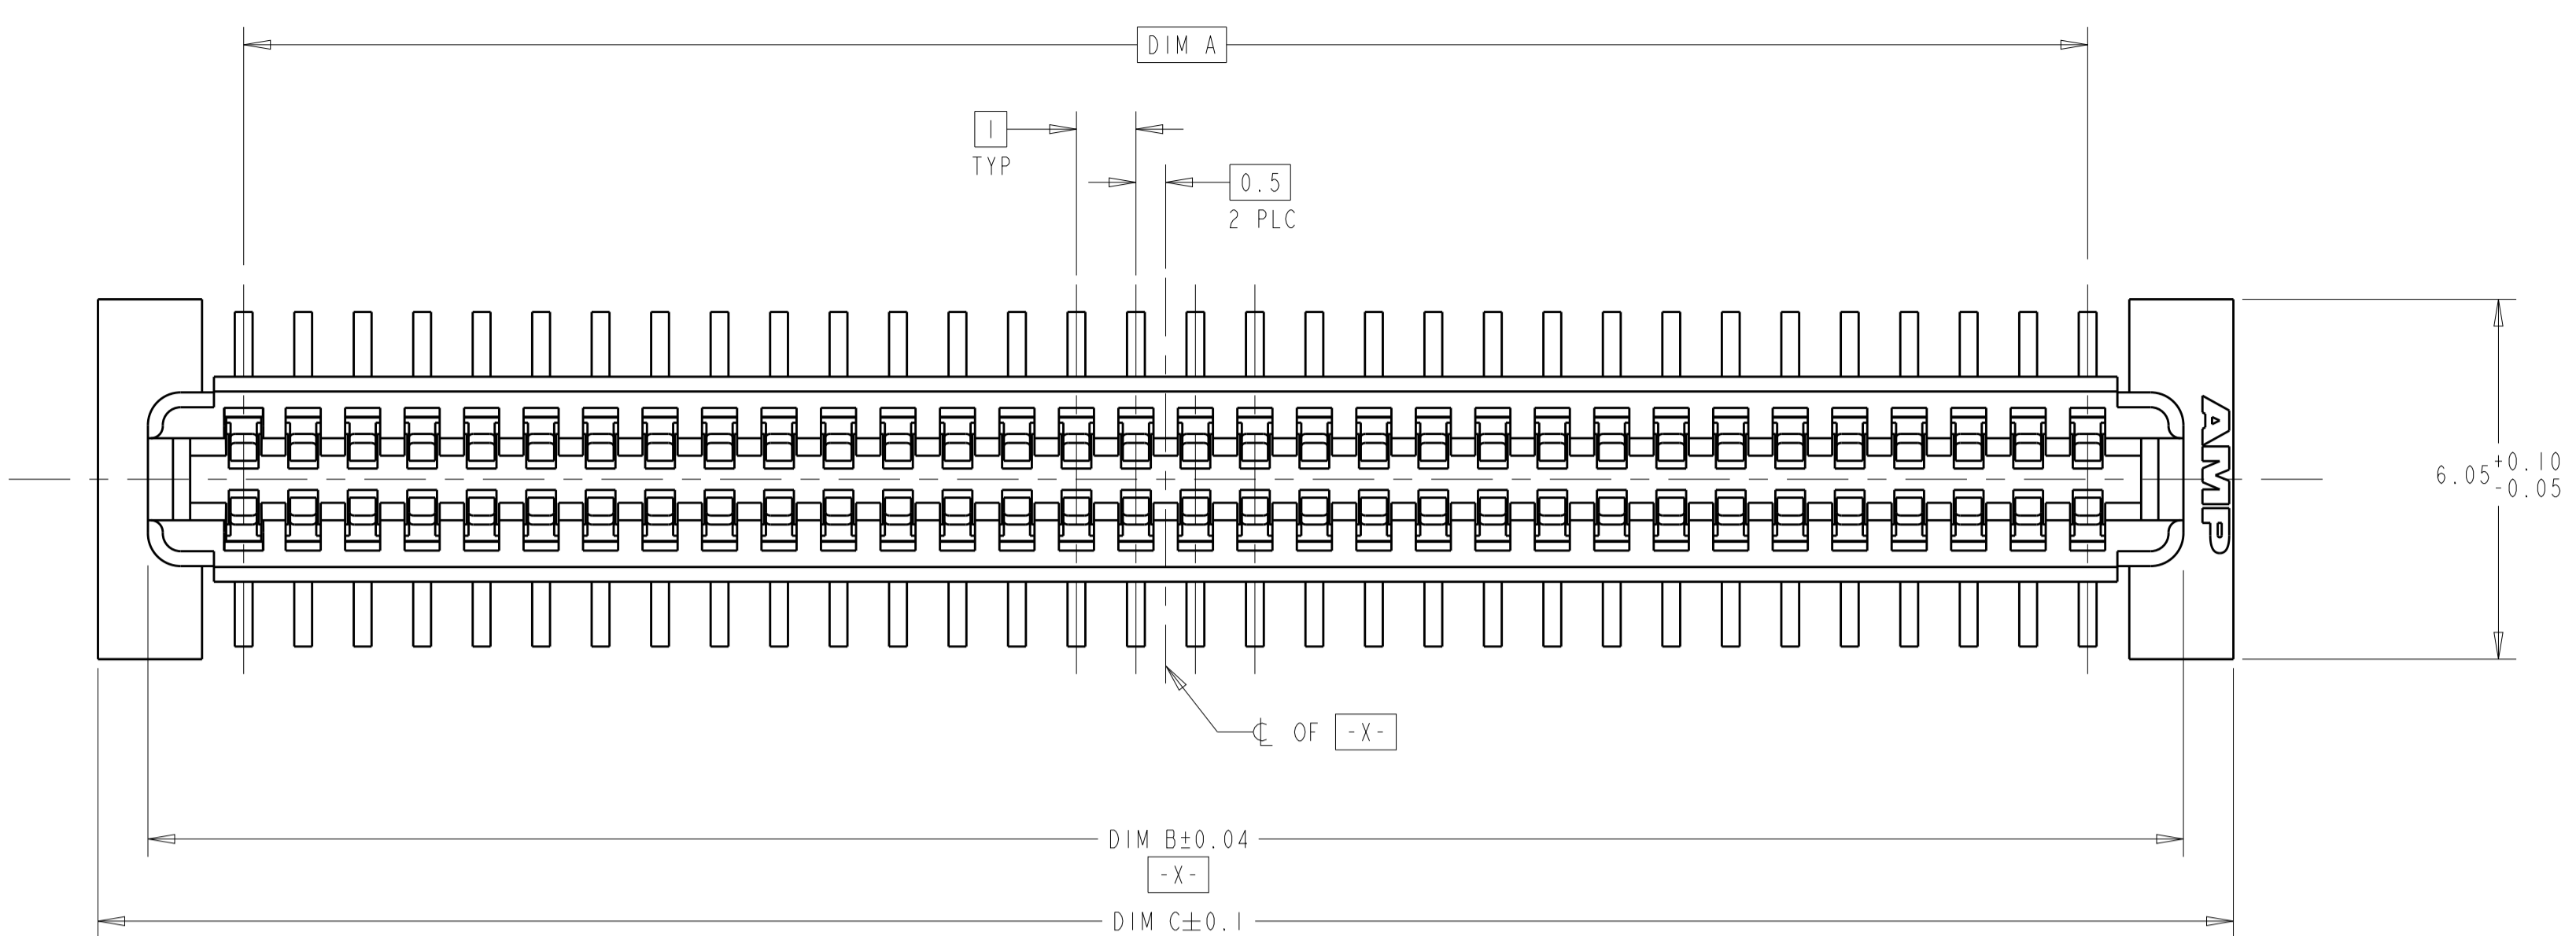 DIM A
1
TYP
0.5
2 PLC
AMP
6.05 +0.10
-0.05
℄ OF -X-
DIM B±0.04
-X-
DIM C±0.1